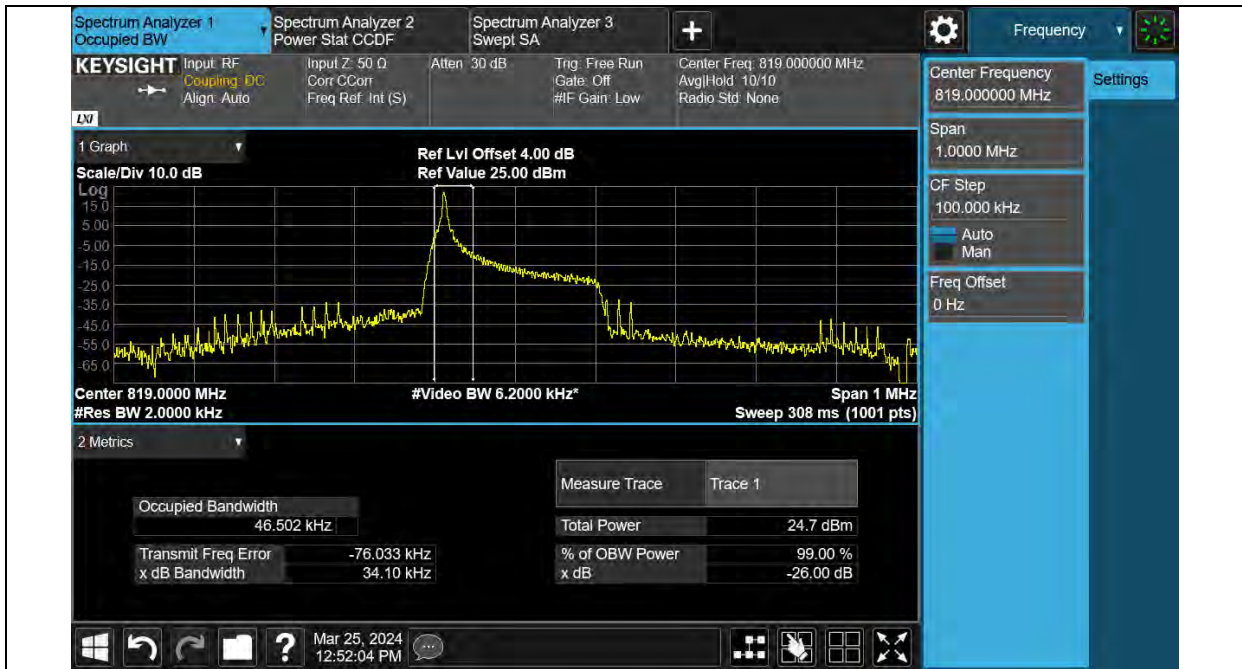 Spectrum Analyzer 1
Occupied BW
Spectrum Analyzer 2
Power Stat CCDF
Spectrum Analyzer 3
Swept SA
Frequency
KEYSIGHT
Input: RF
Coupling: DC
Align: Auto
Input Z: 50 Ω
Corr CCorr
Freq Ref: Int (S)
Atten: 30 dB
Trig: Free Run
Gate: Off
#IF Gain: Low
Center Freq: 819.000000 MHz
Avg|Hold: 10/10
Radio Std: None
LXI
Center Frequency
819.000000 MHz
Settings
Span
1.0000 MHz
CF Step
100.000 kHz
Auto
Man
Freq Offset
0 Hz
1 Graph
Scale/Div 10.0 dB
Ref Lvl Offset 4.00 dB
Ref Value 25.00 dBm
Log
15.0
5.00
-5.00
-15.0
-25.0
-35.0
-45.0
-55.0
-65.0
Center 819.0000 MHz
#Res BW 2.0000 kHz
#Video BW 6.2000 kHz*
Span 1 MHz
Sweep 308 ms (1001 pts)
2 Metrics
Occupied Bandwidth
46.502 kHz
Transmit Freq Error -76.033 kHz
x dB Bandwidth 34.10 kHz
Measure Trace Trace 1
Total Power 24.7 dBm
% of OBW Power 99.00 %
x dB -26.00 dB
?
Mar 25, 2024
12:52:04 PM